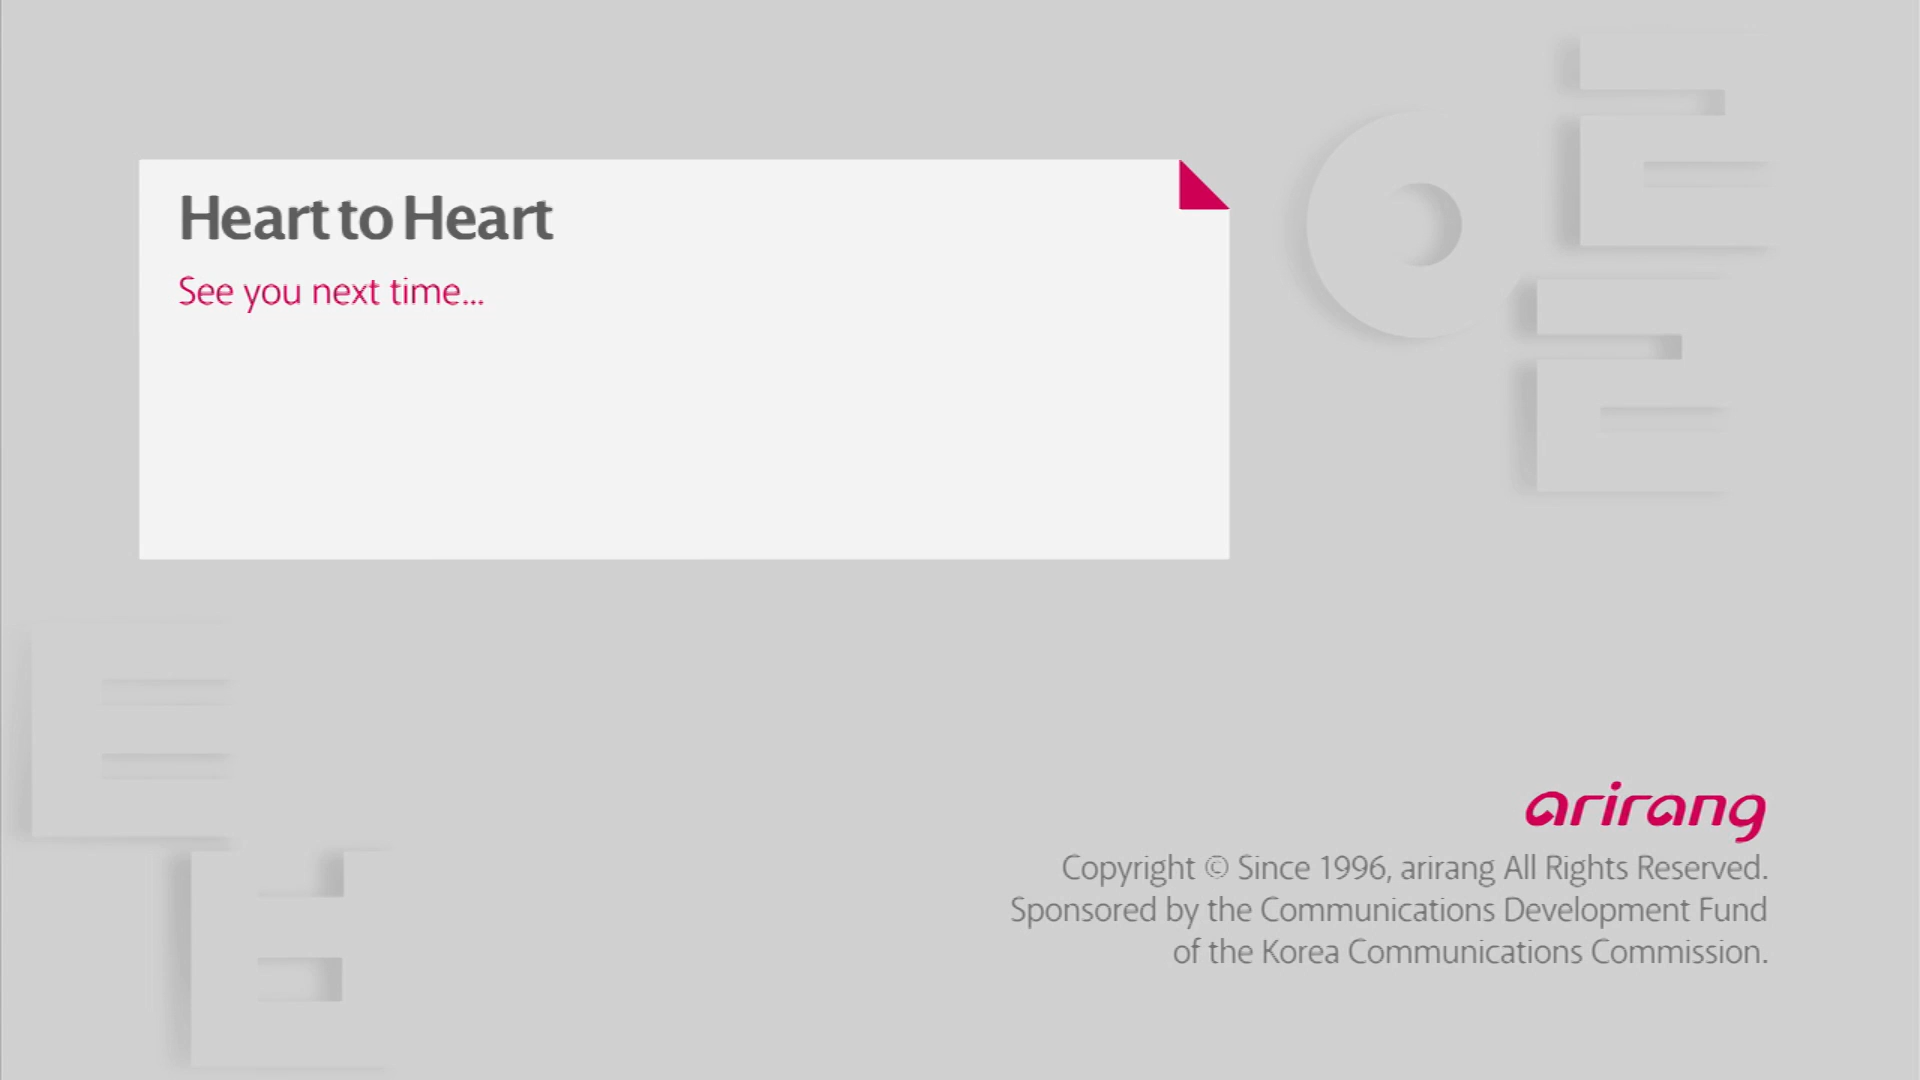 Heart to Heart
See you next time...
arirang
Copyright © Since 1996, arirang All Rights Reserved.
Sponsored by the Communications Development Fund
of the Korea Communications Commission.